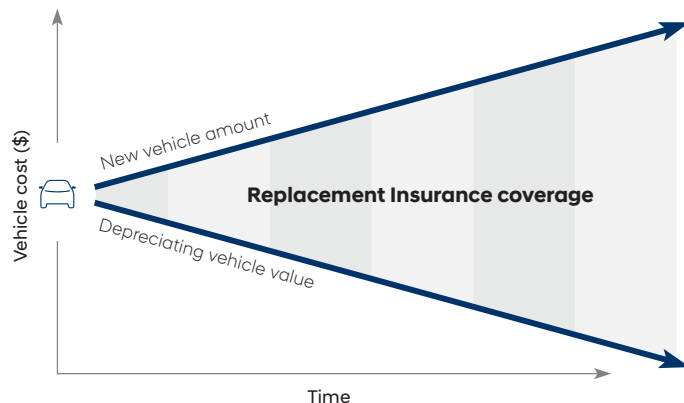 Vehicle cost ($)
New vehicle amount
Replacement Insurance coverage
Depreciating vehicle value
Time